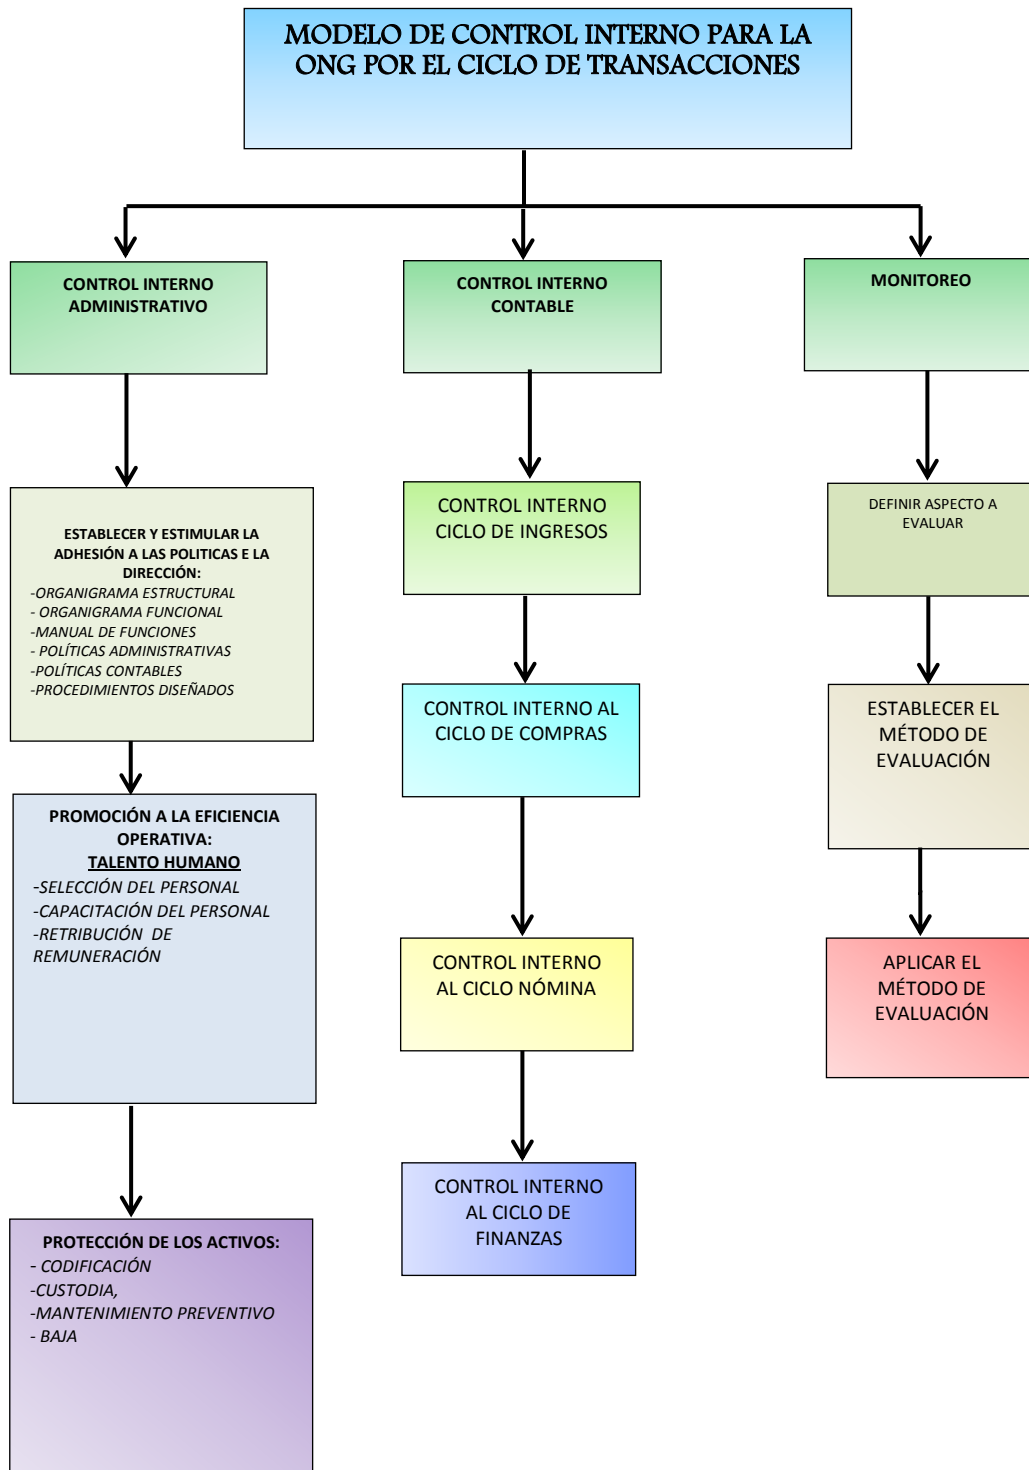 MODELO DE CONTROL INTERNO PARA LA
ONG POR EL CICLO DE TRANSACCIONES
CONTROL INTERNO
ADMINISTRATIVO
ESTABLECER Y ESTIMULAR LA
ADHESIÓN A LAS POLITICAS E LA
DIRECCIÓN:
-ORGANIGRAMA ESTRUCTURAL
- ORGANIGRAMA FUNCIONAL
-MANUAL DE FUNCIONES
- POLÍTICAS ADMINISTRATIVAS
-POLÍTICAS CONTABLES
-PROCEDIMIENTOS DISEÑADOS
PROMOCIÓN A LA EFICIENCIA
OPERATIVA:
TALENTO HUMANO
-SELECCIÓN DEL PERSONAL
-CAPACITACIÓN DEL PERSONAL
-RETRIBUCIÓN DE
REMUNERACIÓN
PROTECCIÓN DE LOS ACTIVOS:
- CODIFICACIÓN
-CUSTODIA,
-MANTENIMIENTO PREVENTIVO
- BAJA
CONTROL INTERNO
CONTABLE
CONTROL INTERNO
CICLO DE INGRESOS
CONTROL INTERNO AL
CICLO DE COMPRAS
CONTROL INTERNO
AL CICLO NÓMINA
CONTROL INTERNO
AL CICLO DE
FINANZAS
MONITOREO
DEFINIR ASPECTO A
EVALUAR
ESTABLECER EL
MÉTODO DE
EVALUACIÓN
APLICAR EL
MÉTODO DE
EVALUACIÓN